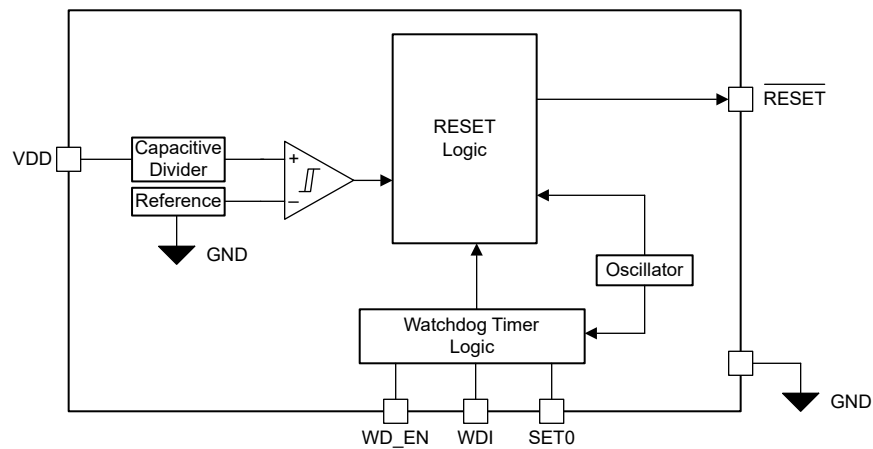 VDD
Capacitive
Divider
Reference
GND
+
−
RESET
Logic
RESET
Oscillator
Watchdog Timer
Logic
GND
WD_EN
WDI
SET0